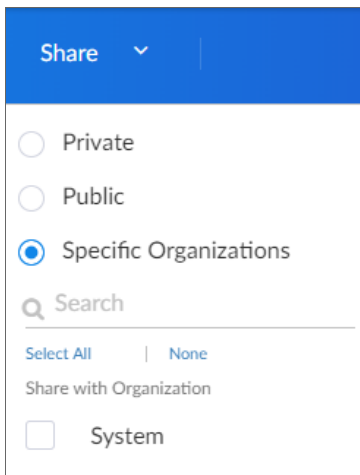 Share
Private
Public
Specific Organizations
Search
Select All | None
Share with Organization
System